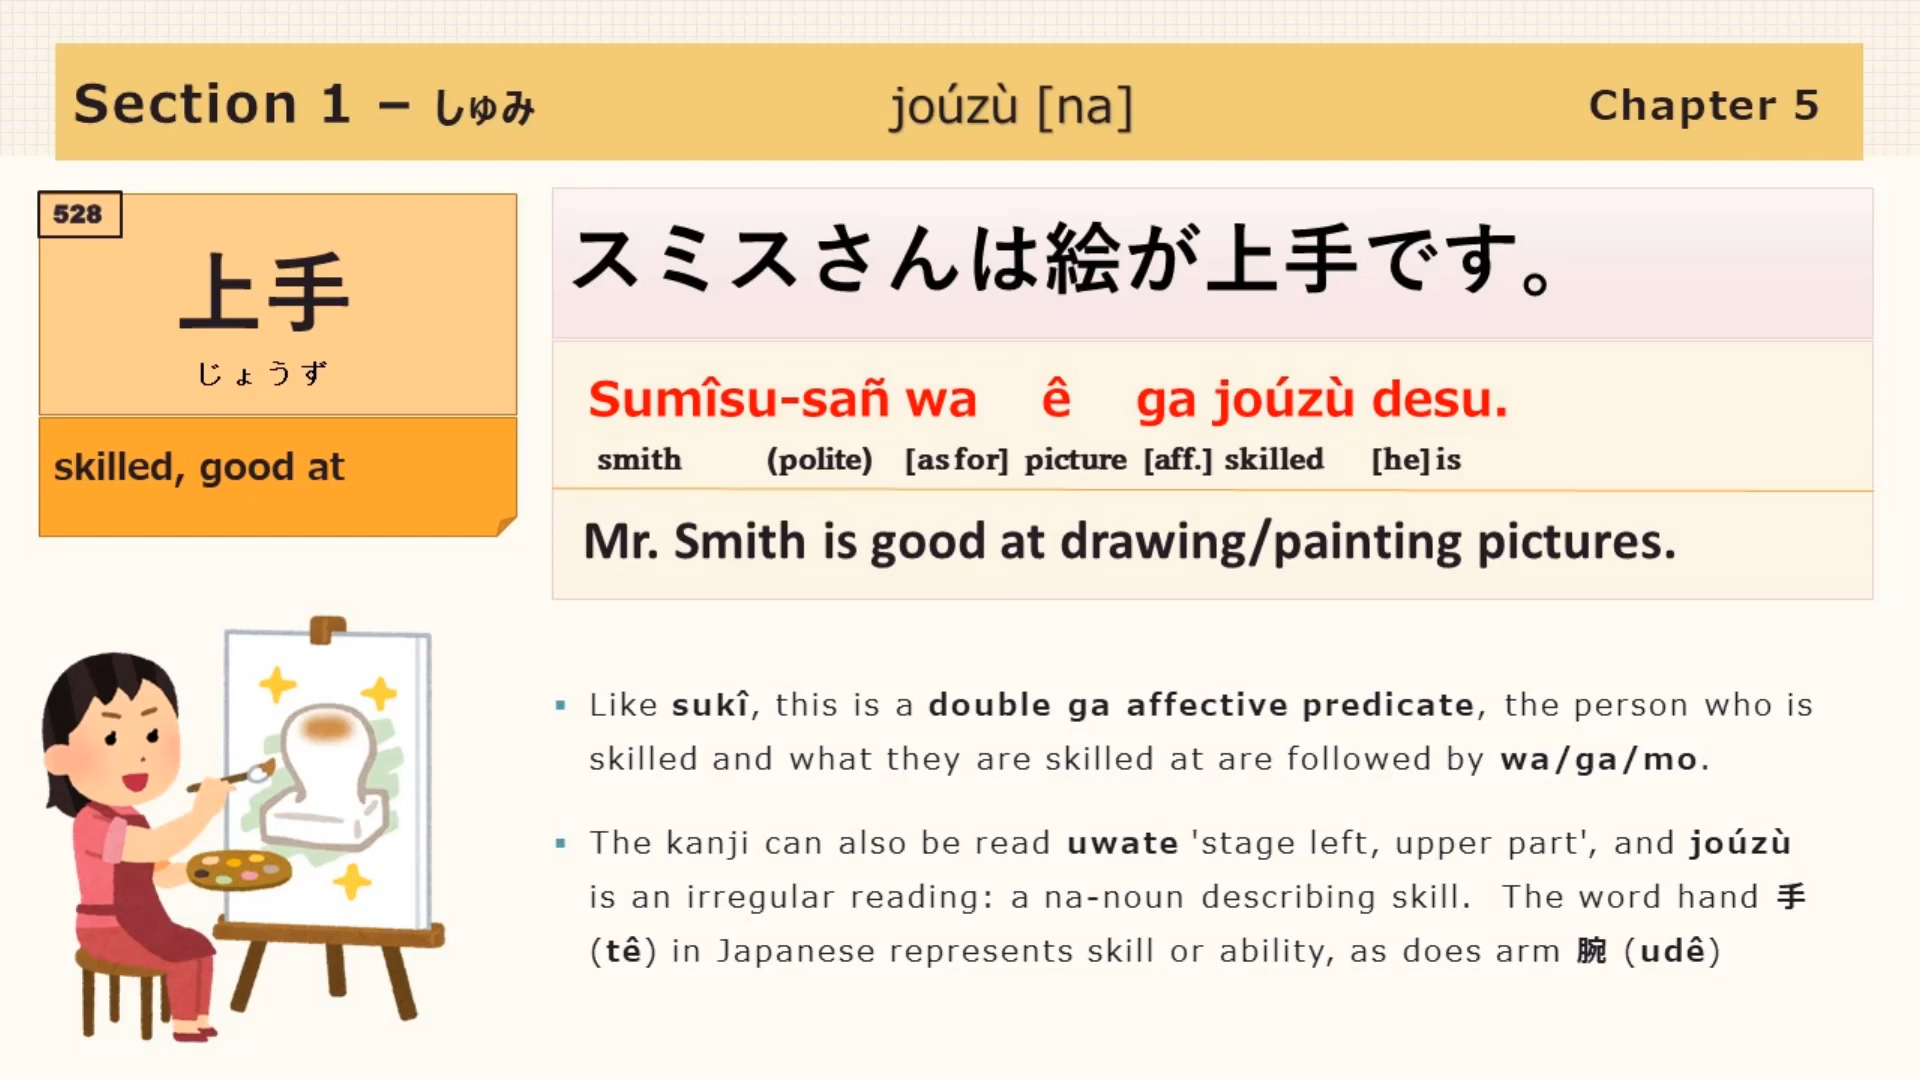 Section 1 – しゅみ joúzù [na] Chapter 5
528
上手
じょうず
skilled, good at
スミスさんは絵が上手です。
Sumîsu-sañ wa ê ga joúzù desu.
smith (polite) [as for] picture [aff.] skilled [he] is
Mr. Smith is good at drawing/painting pictures.
▪ Like sukî, this is a double ga affective predicate, the person who is
skilled and what they are skilled at are followed by wa/ga/mo.
▪ The kanji can also be read uwate 'stage left, upper part', and joúzù
is an irregular reading: a na-noun describing skill. The word hand 手
(tê) in Japanese represents skill or ability, as does arm 腕 (udê)